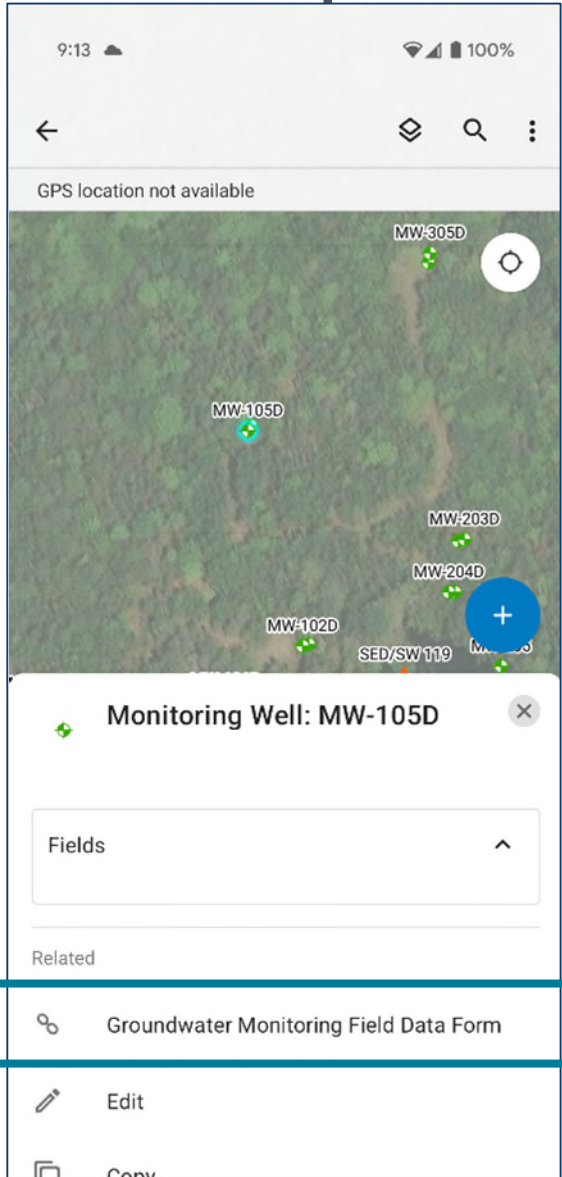 9:13
100%
GPS location not available
MW-305D
MW-105D
MW-203D
MW-204D
MW-102D
SED/SW 119
Monitoring Well: MW-105D
Fields
Related
Groundwater Monitoring Field Data Form
Edit
Copy